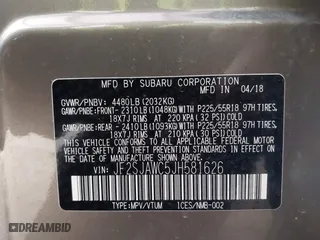 MFD. BY SUBARU CORPORATION
IN 04/18
GVWR/PNBV: 4480LB (2032KG)
GAWR/PNBE-FRONT-2310LB(1048KG)WITH P225/55R18 97H TIRES,
18X7J RIMS AT 220 KPA (32 PSI) COLD
GAWR/PNBE-REAR -2410LB(1093KG)WITH P225/55R18 97H TIRES,
18X7J RIMS AT 210 KPA (30 PSI) COLD
THIS VEHICLE CONFORMS TO ALL APPLICABLE FEDERAL MOTOR
VEHICLE SAFETY, BUMPER, AND THEFT PREVENTION STANDARDS IN
EFFECT ON THE DATE OF MANUFACTURE SHOWN ABOVE.
VIN: JF2SJAWC5JH581626
TYPE:MPV/VTUM ICES/NMB-002